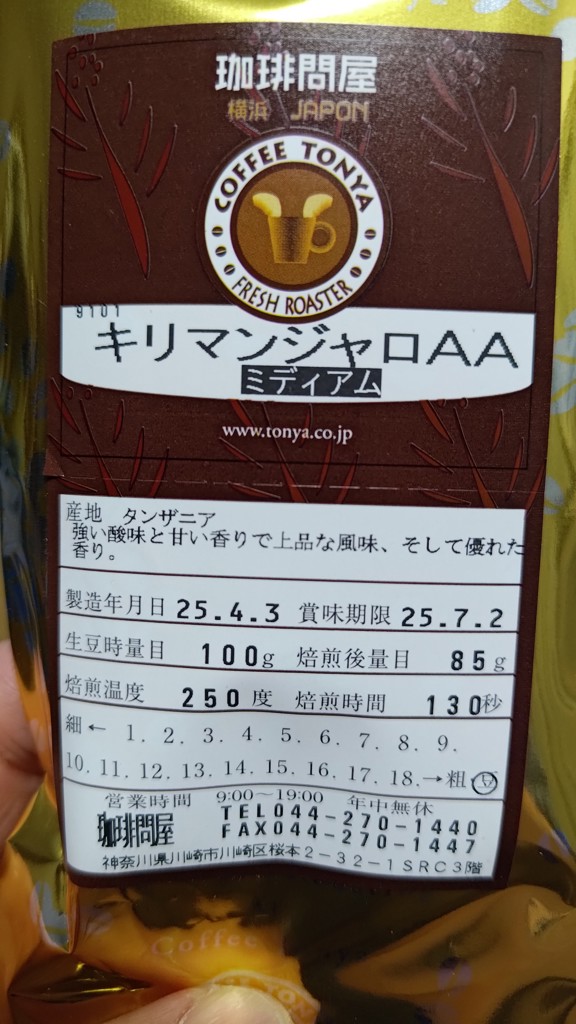 珈琲問屋
横浜 JAPON
COFFEE TONYA
FRESH ROASTER
9101
キリマンジャロAA
ミディアム
www.tonya.co.jp
産地 タンザニア
強い酸味と甘い香りで上品な風味、そして優れた
香り。
製造年月日 25.4.3 賞味期限 25.7.2
生豆時量目 100g 焙煎後量目 85g
焙煎温度 250度 焙煎時間 130秒
細← 1. 2. 3. 4. 5. 6. 7. 8. 9.
10. 11. 12. 13. 14. 15. 16. 17. 18.→粗・豆
営業時間 9:00〜19:00 年中無休
珈琲問屋 TEL044-270-1440
FAX044-270-1447
神奈川県川崎市川崎区桜本2-32-1SRC3階
Coffee